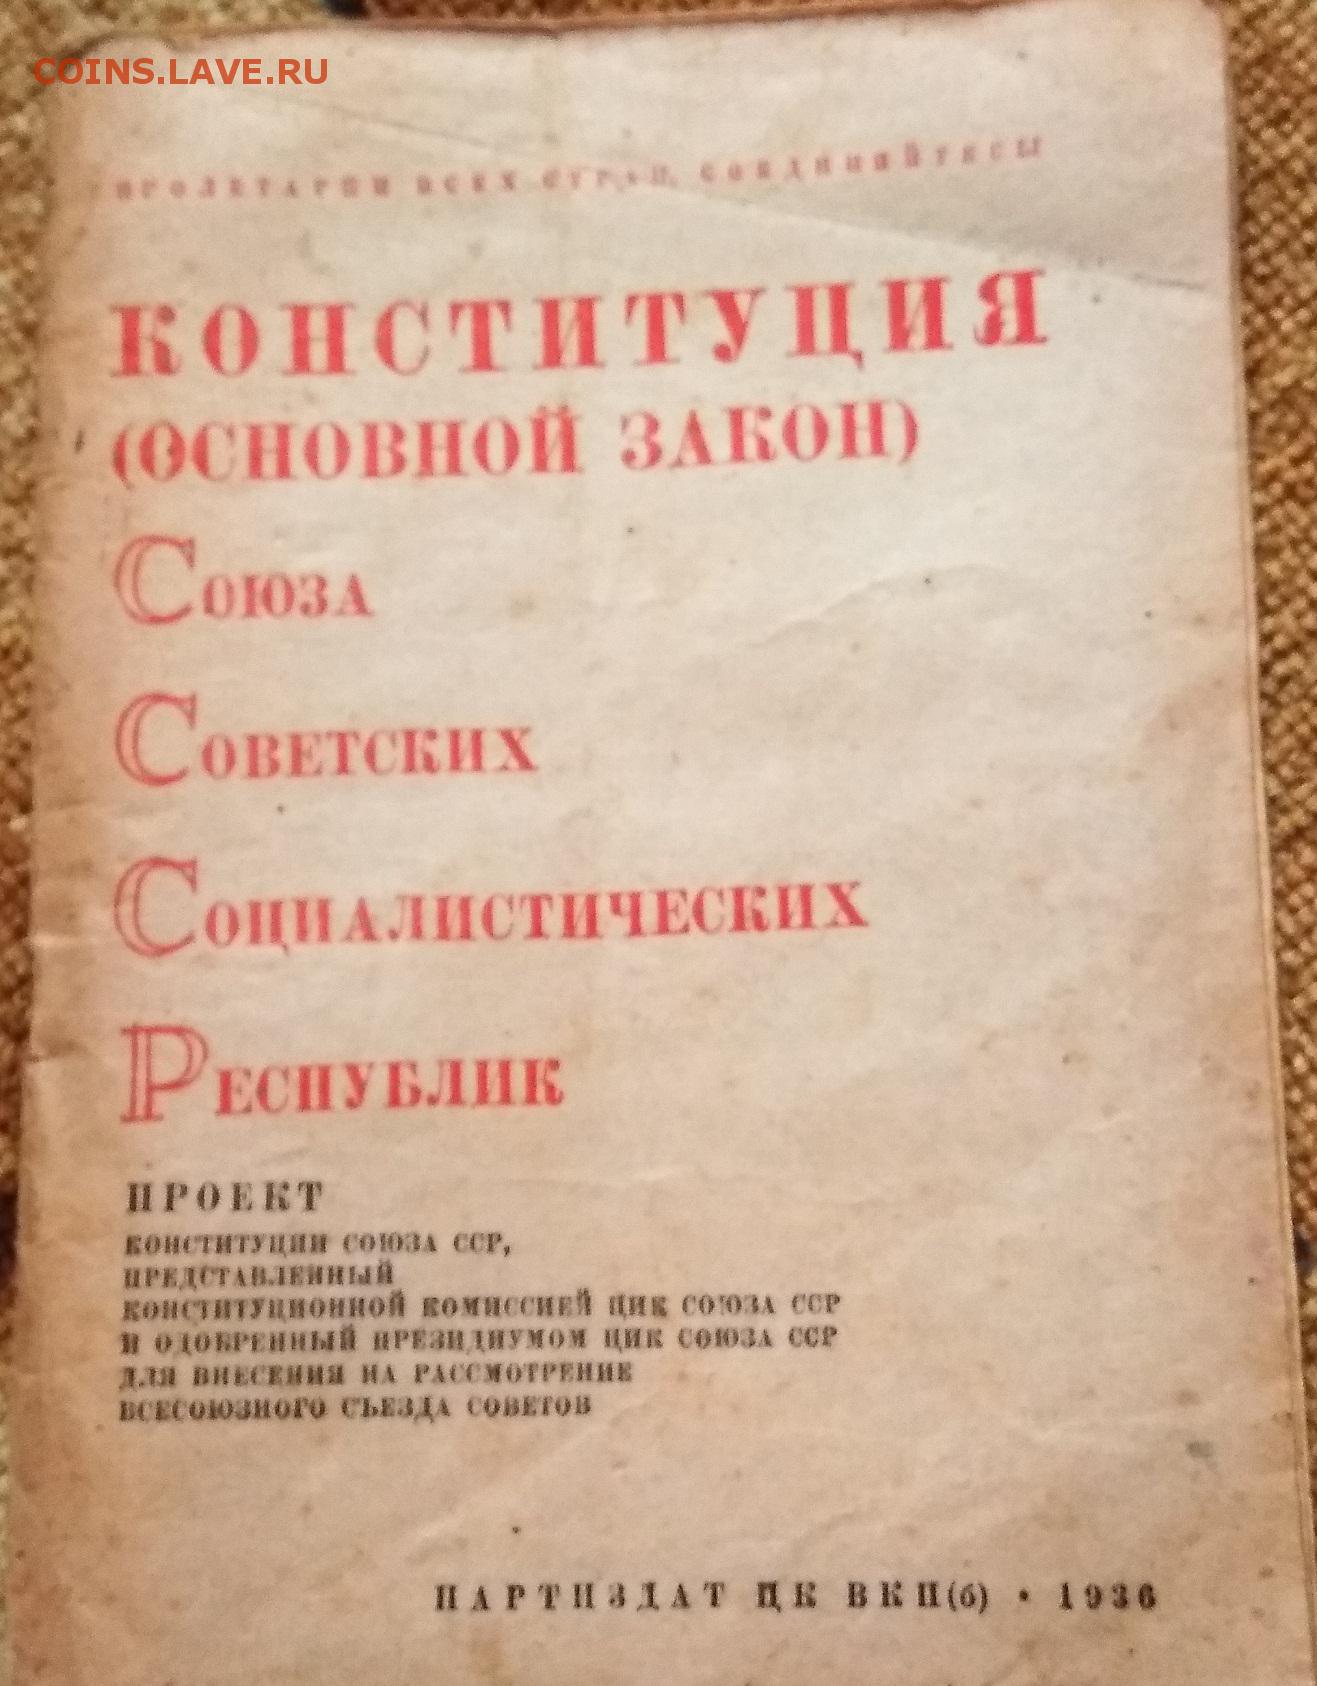 COINS.LAVE.RU
ПРОЛЕТАРИИ ВСЕХ СТРАН, СОЕДИНЯЙТЕСЬ
КОНСТИТУЦИЯ
(ОСНОВНОЙ ЗАКОН)
СОЮЗА
СОВЕТСКИХ
СОЦИАЛИСТИЧЕСКИХ
РЕСПУБЛИК
ПРОЕКТ
КОНСТИТУЦИИ СОЮЗА ССР,
ПРЕДСТАВЛЕННЫЙ
КОНСТИТУЦИОННОЙ КОМИССИЕЙ ЦИК СОЮЗА ССР
И ОДОБРЕННЫЙ ПРЕЗИДИУМОМ ЦИК СОЮЗА ССР
ДЛЯ ВНЕСЕНИЯ НА РАССМОТРЕНИЕ
ВСЕСОЮЗНОГО СЪЕЗДА СОВЕТОВ
ПАРТИЗДАТ ЦК ВКП(б) • 1936